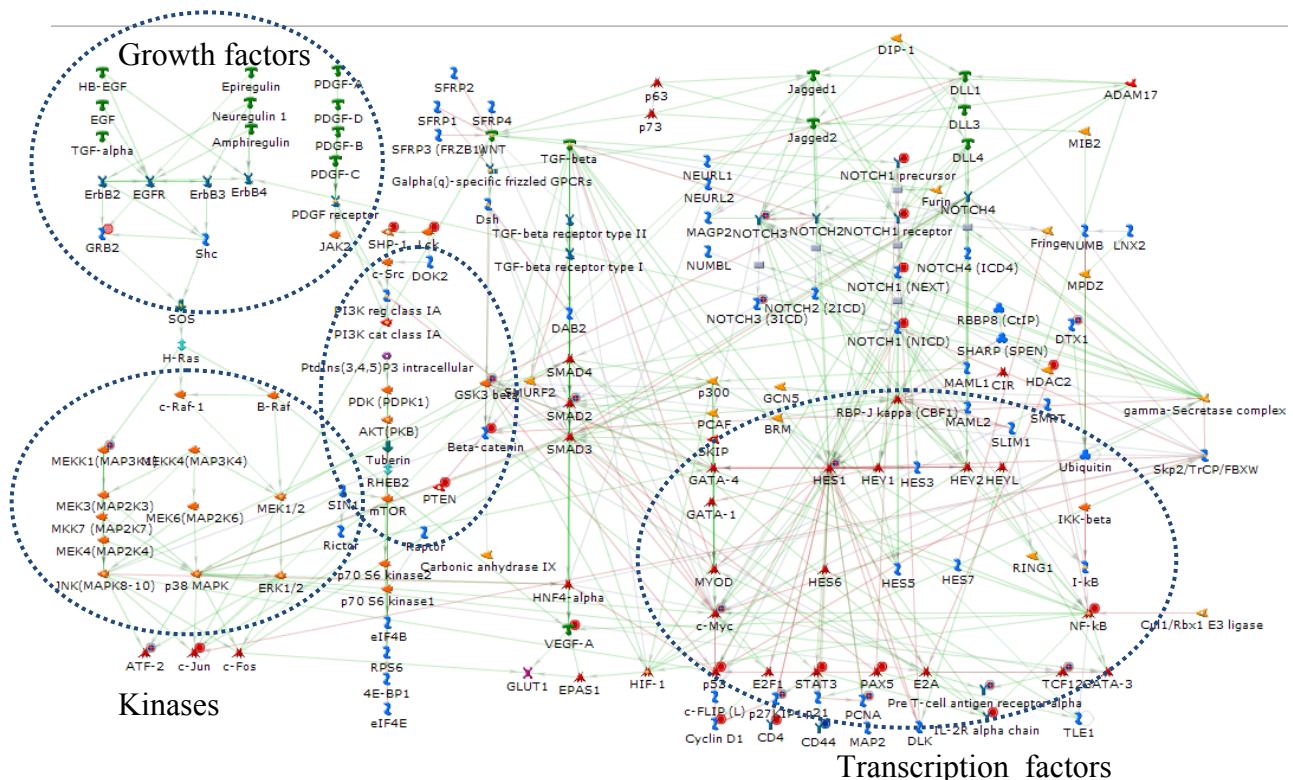 Growth factors
HB-EGF
EGF
TGF-alpha
Epiregulin
Neuregulin 1
Amphiregulin
PDGF-A
PDGF-D
PDGF-B
PDGF-C
ErbB2
EGFR
ErbB3
ErbB4
PDGF receptor
GRB2
Shc
JAK2
SOS
H-Ras
c-Raf-1
B-Raf
SFRP2
SFRP1
SFRP4
SFRP3 (FRZB1)
WNT
Galpha(q)-specific frizzled GPCRs
Dsh
SHP-1
Lck
c-Src
DOK2
PI3K reg class IA
PI3K cat class IA
PtdIns(3,4,5)P3 intracellular
PDK (PDPK1)
AKT(PKB)
Tuberin
RHEB2
mTOR
GSK3 beta
Beta-catenin
PTEN
SIN1
Rictor
Raptor
Carbonic anhydrase IX
p70 S6 kinase2
p70 S6 kinase1
eIF4B
RPS6
4E-BP1
eIF4E
MEKK1(MAP3K1)
MEKK4(MAP3K4)
MEK3(MAP2K3)
MKK7 (MAP2K7)
MEK4(MAP2K4)
MEK6(MAP2K6)
MEK1/2
JNK(MAPK8-10)
p38 MAPK
ERK1/2
ATF-2
c-Jun
c-Fos
Kinases
p63
p73
TGF-beta
TGF-beta receptor type II
TGF-beta receptor type I
DAB2
SMAD4
SMAD2
SMAD3
SMURF2
HNF4-alpha
VEGF-A
GLUT1
EPAS1
HIF-1
DIP-1
Jagged1
Jagged2
DLL1
DLL3
DLL4
ADAM17
MIB2
NEURL1
NEURL2
MAGP2
NUMBL
NOTCH1 precursor
Furin
NOTCH3
NOTCH2
NOTCH1 receptor
NOTCH4
Fringe
NUMB
LNX2
NOTCH4 (ICD4)
NOTCH1 (NEXT)
MPDZ
NOTCH3 (3ICD)
NOTCH2 (2ICD)
NOTCH1 (NICD)
RBBP8 (CtIP)
DTX1
SHARP (SPEN)
MAML1
CIR
HDAC2
p300
GCN5
PCAF
BRM
SKIP
RBP-J kappa (CBF1)
MAML2
SMRT
SLIM1
gamma-Secretase complex
Ubiquitin
Skp2/TrCP/FBXW
GATA-4
HES1
HEY1
HES3
HEY2
HEYL
GATA-1
IKK-beta
MYOD
HES6
HES5
HES7
RING1
I-kB
c-Myc
NF-kB
Cul1/Rbx1 E3 ligase
p53
E2F1
STAT3
PAX5
E2A
TCF12
GATA-3
c-FLIP (L)
p27KIP1
p21
PCNA
Pre T-cell antigen receptor alpha
Cyclin D1
CD4
CD44
MAP2
DLK
IL-2R alpha chain
TLE1
Transcription factors